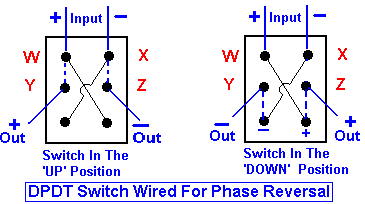 + Input − + Input −
W X W X
Y Z Y Z
+ − − +
Out Out − + Out Out
Switch In The 'UP' Position
Switch In The 'DOWN' Position
DPDT Switch Wired For Phase Reversal